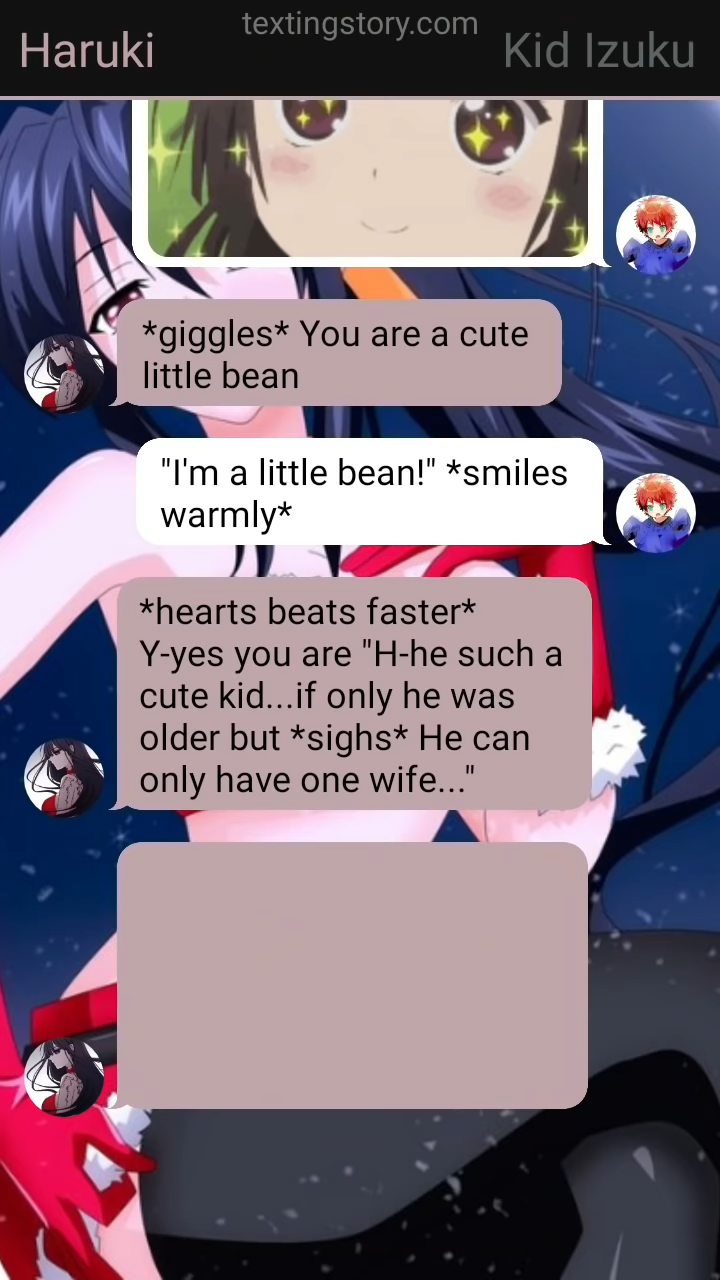 textingstory.com
Haruki
Kid Izuku
*giggles* You are a cute
little bean
"I'm a little bean!" *smiles
warmly*
*hearts beats faster*
Y-yes you are "H-he such a
cute kid...if only he was
older but *sighs* He can
only have one wife..."